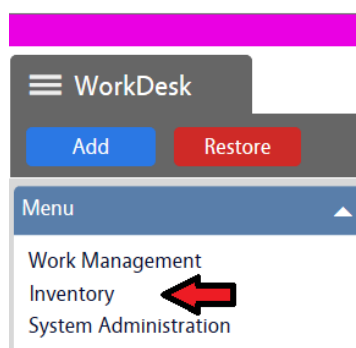 WorkDesk
Add Restore
Menu
Work Management
Inventory
System Administration